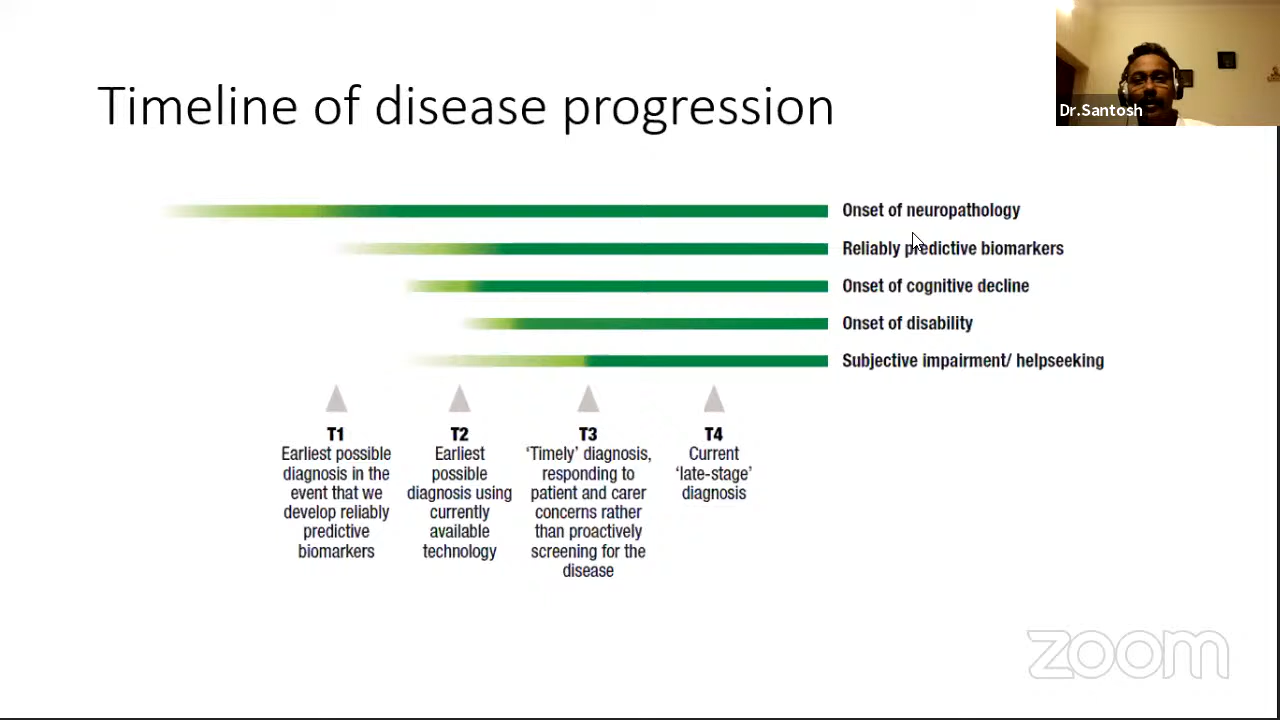 Timeline of disease progression
Dr.Santosh
Onset of neuropathology
Reliably predictive biomarkers
Onset of cognitive decline
Onset of disability
Subjective impairment/ helpseeking
T1
Earliest possible
diagnosis in the
event that we
develop reliably
predictive
biomarkers
T2
Earliest
possible
diagnosis using
currently
available
technology
T3
‘Timely’ diagnosis,
responding to
patient and carer
concerns rather
than proactively
screening for the
disease
T4
Current
‘late-stage’
diagnosis
zoom